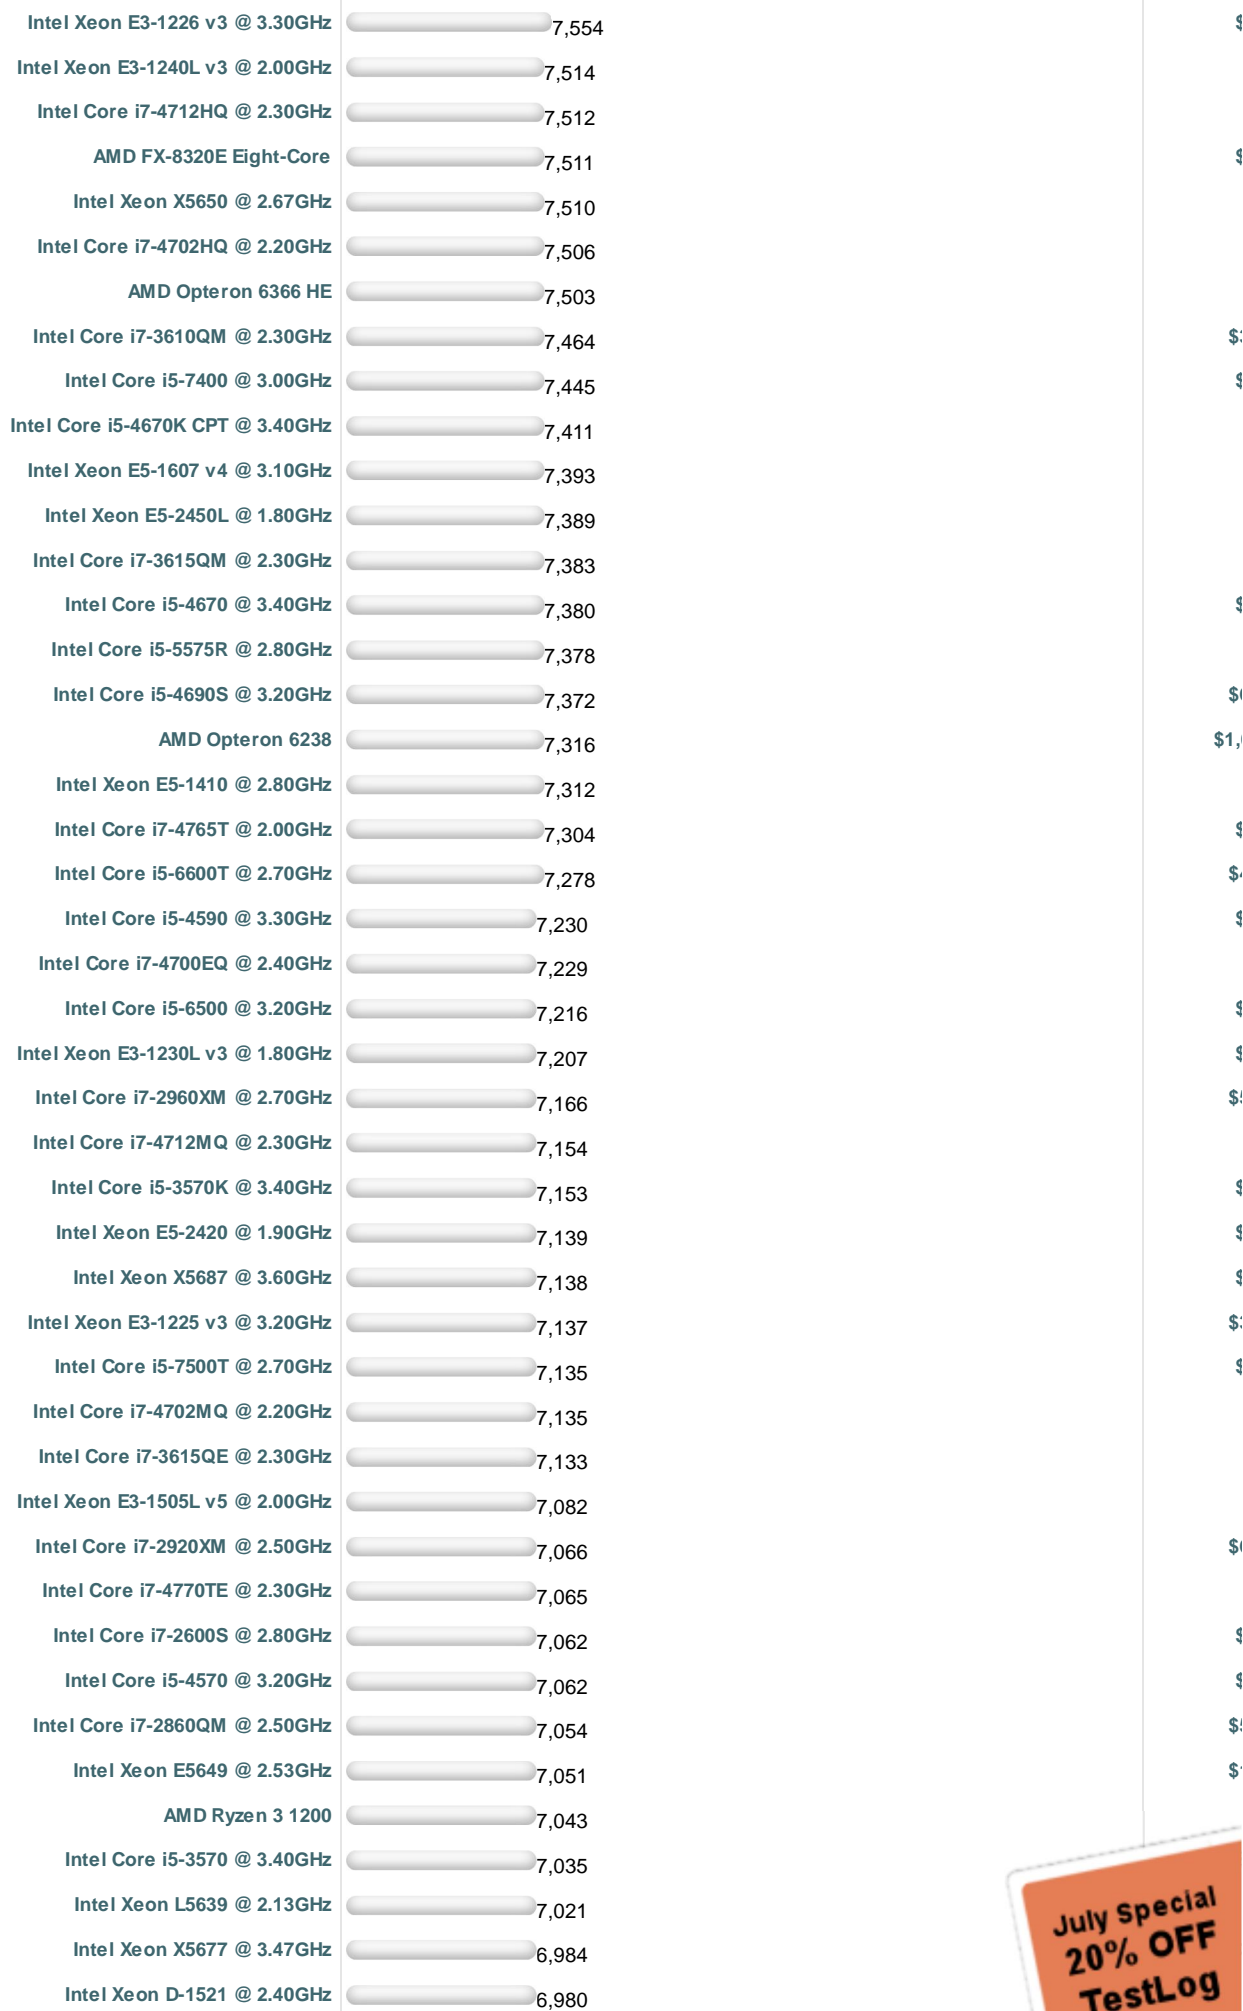 Intel Xeon E3-1226 v3 @ 3.30GHz 7,554 $
Intel Xeon E3-1240L v3 @ 2.00GHz 7,514
Intel Core i7-4712HQ @ 2.30GHz 7,512
AMD FX-8320E Eight-Core 7,511 $
Intel Xeon X5650 @ 2.67GHz 7,510
Intel Core i7-4702HQ @ 2.20GHz 7,506
AMD Opteron 6366 HE 7,503
Intel Core i7-3610QM @ 2.30GHz 7,464 $3
Intel Core i5-7400 @ 3.00GHz 7,445 $
Intel Core i5-4670K CPT @ 3.40GHz 7,411
Intel Xeon E5-1607 v4 @ 3.10GHz 7,393
Intel Xeon E5-2450L @ 1.80GHz 7,389
Intel Core i7-3615QM @ 2.30GHz 7,383
Intel Core i5-4670 @ 3.40GHz 7,380 $
Intel Core i5-5575R @ 2.80GHz 7,378
Intel Core i5-4690S @ 3.20GHz 7,372 $
AMD Opteron 6238 7,316 $1,
Intel Xeon E5-1410 @ 2.80GHz 7,312
Intel Core i7-4765T @ 2.00GHz 7,304 $
Intel Core i5-6600T @ 2.70GHz 7,278 $4
Intel Core i5-4590 @ 3.30GHz 7,230 $
Intel Core i7-4700EQ @ 2.40GHz 7,229
Intel Core i5-6500 @ 3.20GHz 7,216 $
Intel Xeon E3-1230L v3 @ 1.80GHz 7,207 $
Intel Core i7-2960XM @ 2.70GHz 7,166 $5
Intel Core i7-4712MQ @ 2.30GHz 7,154
Intel Core i5-3570K @ 3.40GHz 7,153 $
Intel Xeon E5-2420 @ 1.90GHz 7,139 $
Intel Xeon X5687 @ 3.60GHz 7,138 $
Intel Xeon E3-1225 v3 @ 3.20GHz 7,137 $3
Intel Core i5-7500T @ 2.70GHz 7,135 $
Intel Core i7-4702MQ @ 2.20GHz 7,135
Intel Core i7-3615QE @ 2.30GHz 7,133
Intel Xeon E3-1505L v5 @ 2.00GHz 7,082
Intel Core i7-2920XM @ 2.50GHz 7,066 $
Intel Core i7-4770TE @ 2.30GHz 7,065
Intel Core i7-2600S @ 2.80GHz 7,062 $
Intel Core i5-4570 @ 3.20GHz 7,062 $
Intel Core i7-2860QM @ 2.50GHz 7,054 $5
Intel Xeon E5649 @ 2.53GHz 7,051 $1
AMD Ryzen 3 1200 7,043
Intel Core i5-3570 @ 3.40GHz 7,035
Intel Xeon L5639 @ 2.13GHz 7,021
Intel Xeon X5677 @ 3.47GHz 6,984
Intel Xeon D-1521 @ 2.40GHz 6,980
July Special
20% OFF
TestLog